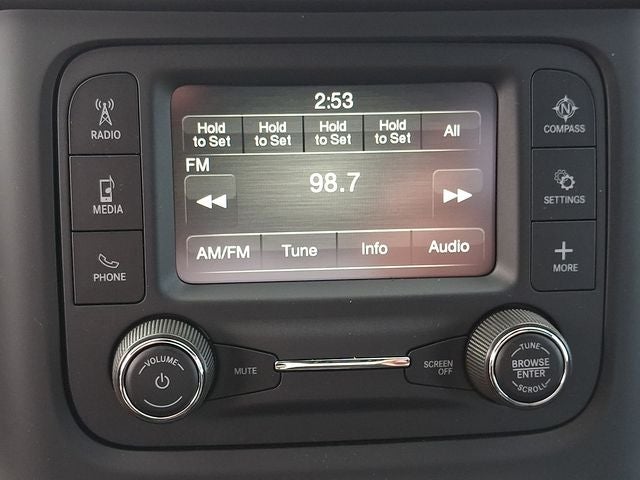 2:53
Hold to Set
Hold to Set
Hold to Set
Hold to Set
All
FM
98.7
AM/FM Tune Info Audio
RADIO
MEDIA
PHONE
N
COMPASS
SETTINGS
MORE
VOLUME
MUTE
SCREEN
OFF
TUNE
BROWSE
ENTER
SCROLL